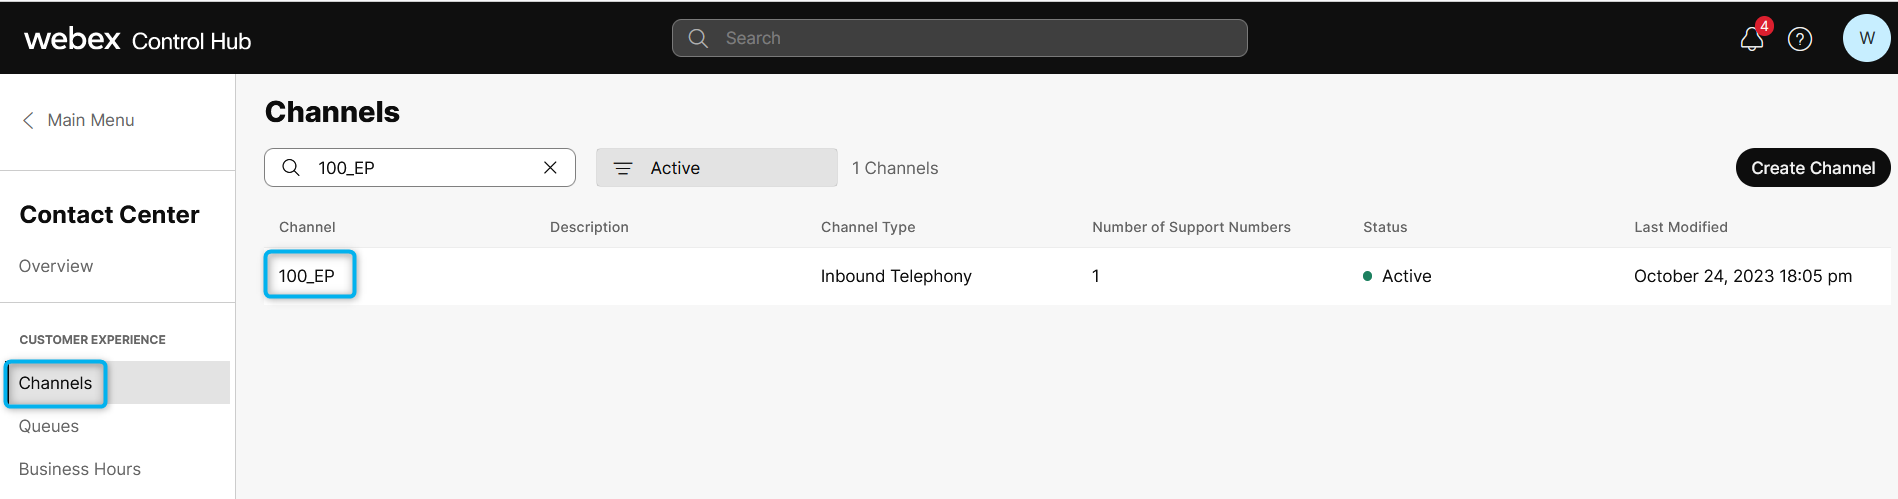 webex Control Hub
Search
4
?
W
Main Menu
Channels
100_EP
Active
1 Channels
Create Channel
Contact Center
Channel Description Channel Type Number of Support Numbers Status Last Modified
100_EP Inbound Telephony 1 Active October 24, 2023 18:05 pm
Overview
CUSTOMER EXPERIENCE
Channels
Queues
Business Hours